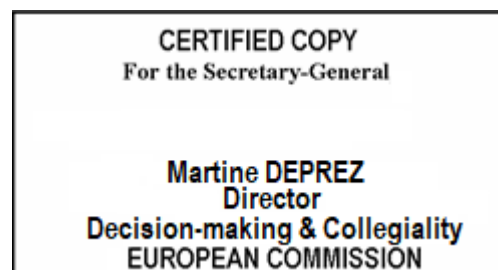 CERTIFIED COPY
For the Secretary-General
Martine DEPREZ
Director
Decision-making & Collegiality
EUROPEAN COMMISSION